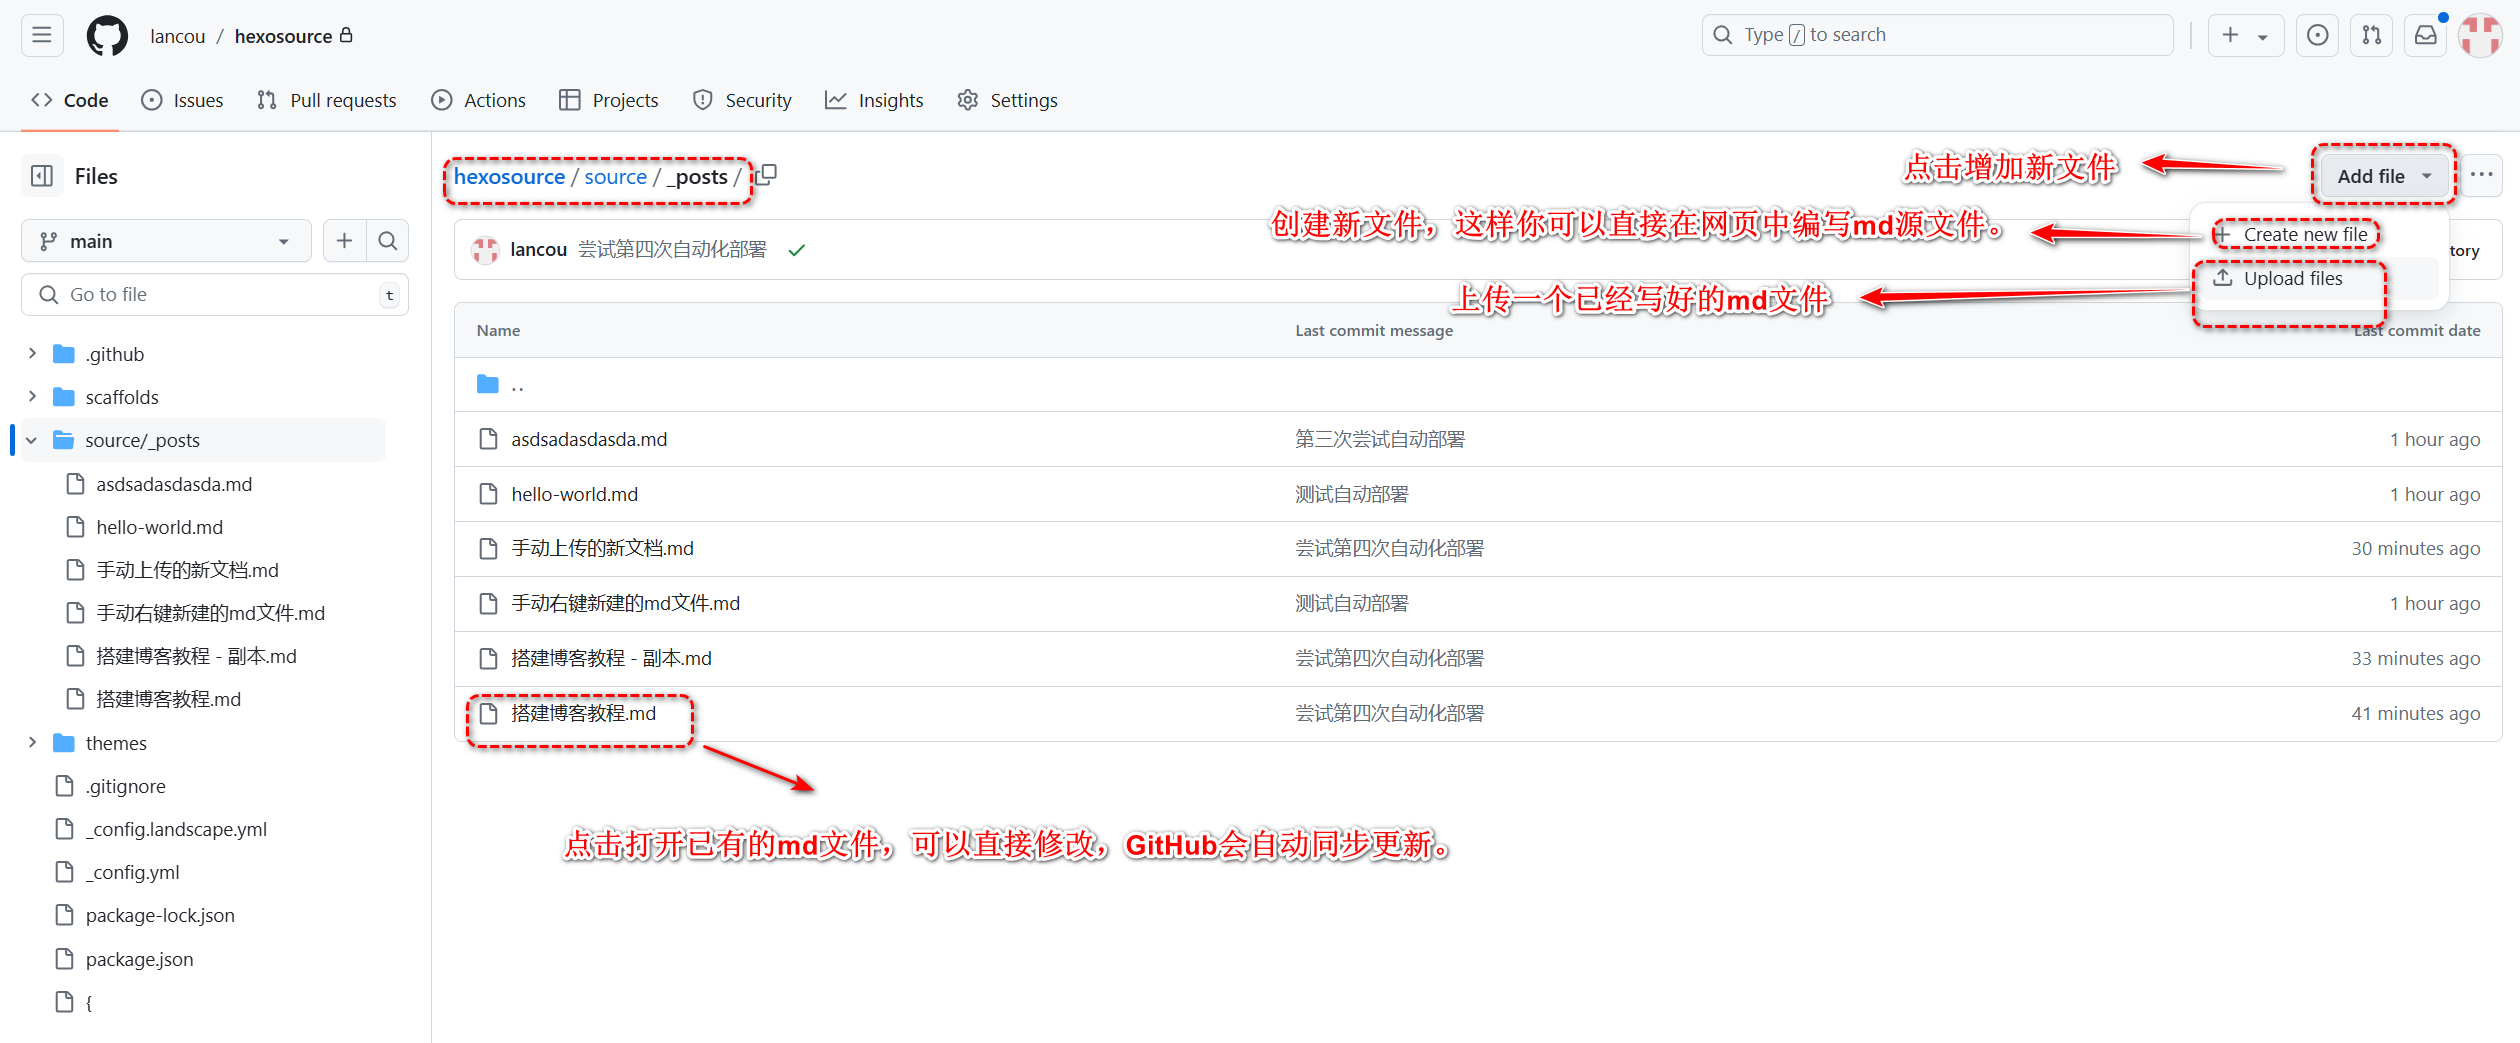 lancou / hexosource
Type / to search
Code Issues Pull requests Actions Projects Security Insights Settings
Files
main
Go to file
t
.github
scaffolds
source/_posts
asdsadasdasda.md
hello-world.md
手动上传的新文档.md
手动右键新建的md文件.md
搭建博客教程 - 副本.md
搭建博客教程.md
themes
.gitignore
_config.landscape.yml
_config.yml
package-lock.json
package.json
{
hexosource / source / _posts /
点击增加新文件
Add file
创建新文件，这样你可以直接在网页中编写md源文件。
Create new file
lancou 尝试第四次自动化部署
tory
上传一个已经写好的md文件
Upload files
Name Last commit message Last commit date
..
asdsadasdasda.md 第三次尝试自动部署 1 hour ago
hello-world.md 测试自动部署 1 hour ago
手动上传的新文档.md 尝试第四次自动化部署 30 minutes ago
手动右键新建的md文件.md 测试自动部署 1 hour ago
搭建博客教程 - 副本.md 尝试第四次自动化部署 33 minutes ago
搭建博客教程.md 尝试第四次自动化部署 41 minutes ago
点击打开已有的md文件，可以直接修改，GitHub会自动同步更新。